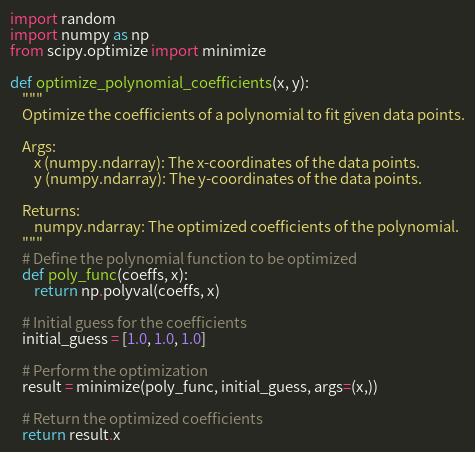 import random
import numpy as np
from scipy.optimize import minimize
def optimize_polynomial_coefficients(x, y):
"""
Optimize the coefficients of a polynomial to fit given data points.
Args:
x (numpy.ndarray): The x-coordinates of the data points.
y (numpy.ndarray): The y-coordinates of the data points.
Returns:
numpy.ndarray: The optimized coefficients of the polynomial.
"""
# Define the polynomial function to be optimized
def poly_func(coeffs, x):
return np.polyval(coeffs, x)
# Initial guess for the coefficients
initial_guess = [1.0, 1.0, 1.0]
# Perform the optimization
result = minimize(poly_func, initial_guess, args=(x,))
# Return the optimized coefficients
return result.x